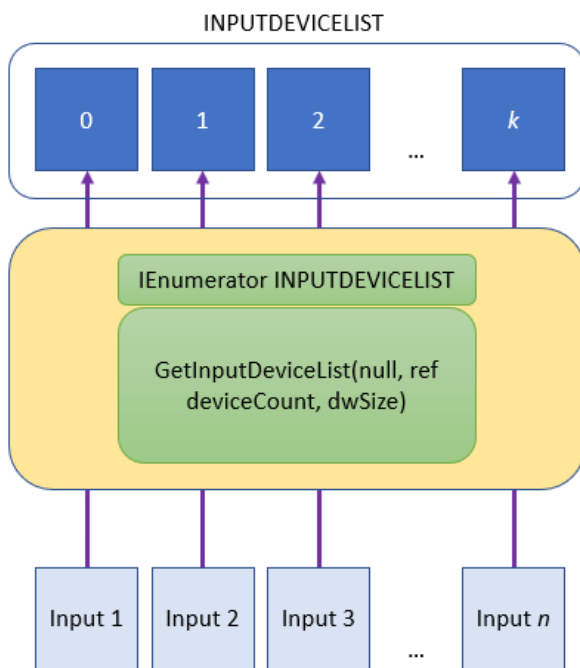 INPUTDEVICELIST
0 1 2 ... k
IEnumerator INPUTDEVICELIST
GetInputDeviceList(null, ref
deviceCount, dwSize)
Input 1 Input 2 Input 3 ... Input n